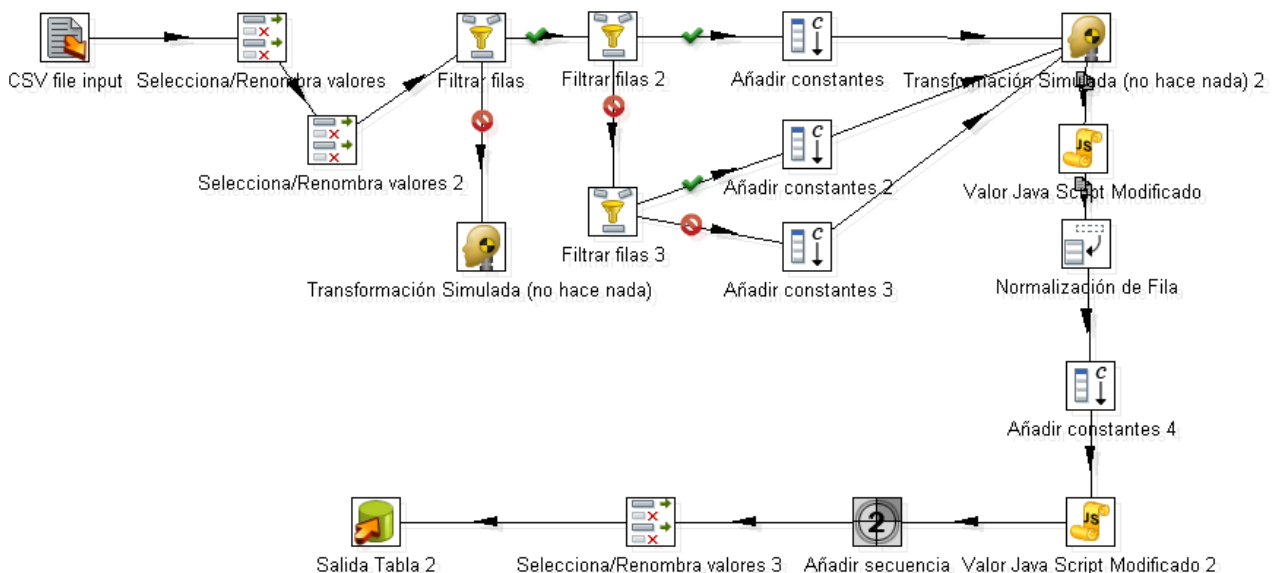 CSV file input
Selecciona/Renombra valores
Filtrar filas
Filtrar filas 2
Añadir constantes
Transformación Simulada (no hace nada) 2
Selecciona/Renombra valores 2
Añadir constantes 2
JS
Valor Java Script Modificado
Filtrar filas 3
Transformación Simulada (no hace nada)
Añadir constantes 3
Normalización de Fila
Añadir constantes 4
Salida Tabla 2
Selecciona/Renombra valores 3
2
Añadir secuencia
JS
Valor Java Script Modificado 2
c
c
c
c